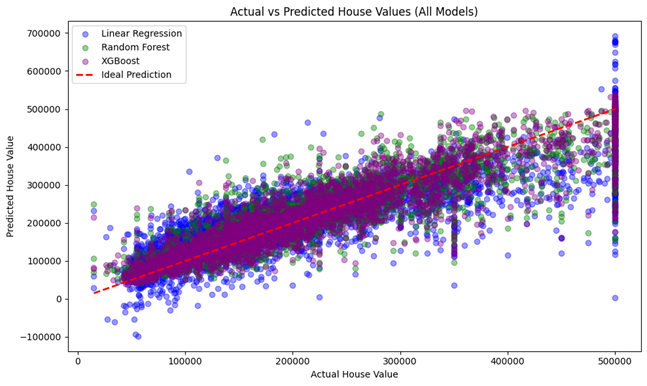 Actual vs Predicted House Values (All Models)
Linear Regression
Random Forest
XGBoost
Ideal Prediction
700000
600000
500000
400000
300000
200000
100000
0
−100000
Predicted House Value
0
100000
200000
300000
400000
500000
Actual House Value